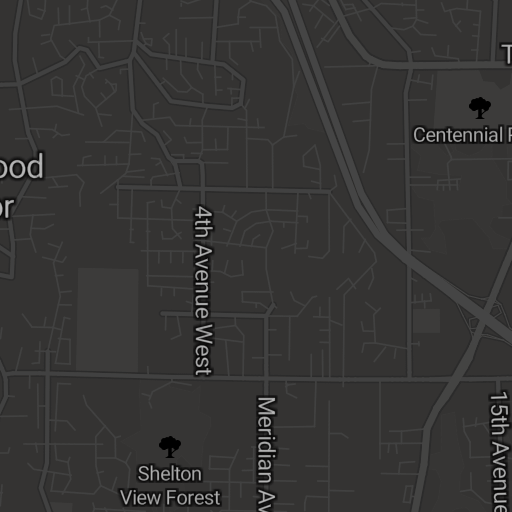 T
Centennial P
ood
or
4th Avenue West
Meridian Av
15th Avenue
Shelton
View Forest